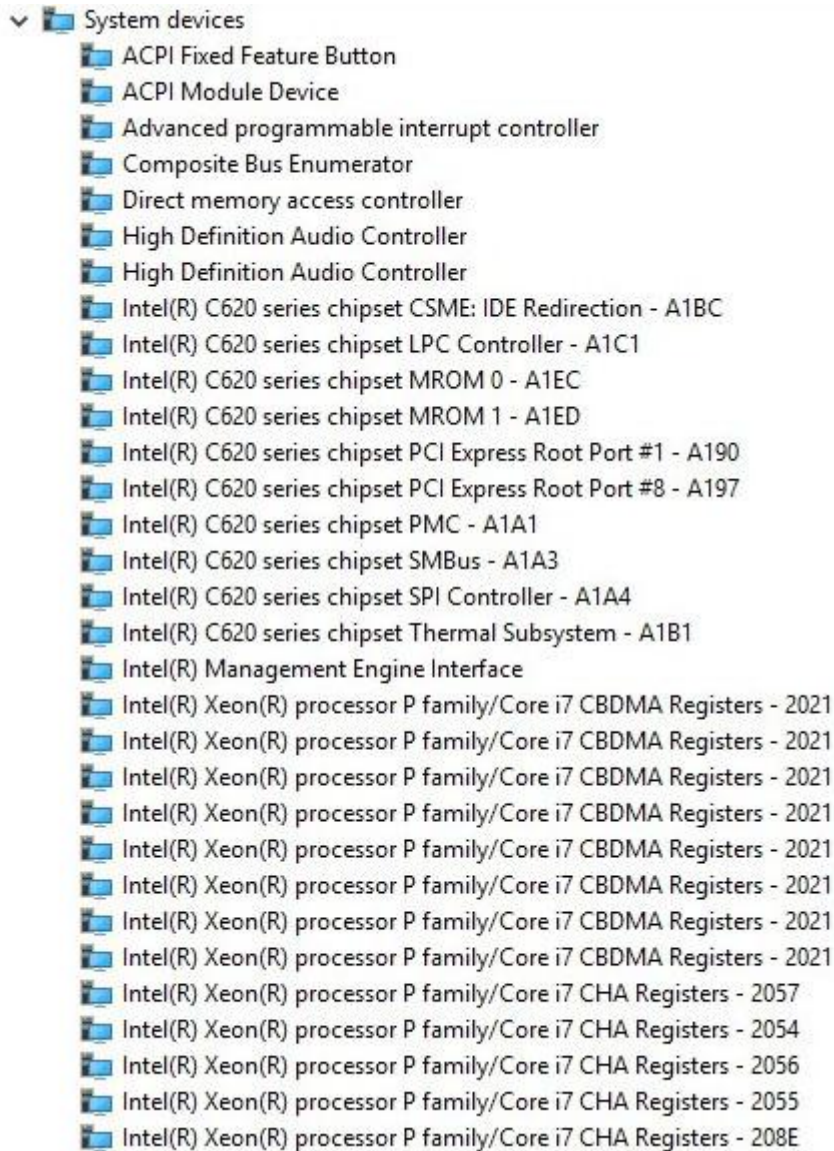 System devices
ACPI Fixed Feature Button
ACPI Module Device
Advanced programmable interrupt controller
Composite Bus Enumerator
Direct memory access controller
High Definition Audio Controller
High Definition Audio Controller
Intel(R) C620 series chipset CSME: IDE Redirection - A1BC
Intel(R) C620 series chipset LPC Controller - A1C1
Intel(R) C620 series chipset MROM 0 - A1EC
Intel(R) C620 series chipset MROM 1 - A1ED
Intel(R) C620 series chipset PCI Express Root Port #1 - A190
Intel(R) C620 series chipset PCI Express Root Port #8 - A197
Intel(R) C620 series chipset PMC - A1A1
Intel(R) C620 series chipset SMBus - A1A3
Intel(R) C620 series chipset SPI Controller - A1A4
Intel(R) C620 series chipset Thermal Subsystem - A1B1
Intel(R) Management Engine Interface
Intel(R) Xeon(R) processor P family/Core i7 CBDMA Registers - 2021
Intel(R) Xeon(R) processor P family/Core i7 CBDMA Registers - 2021
Intel(R) Xeon(R) processor P family/Core i7 CBDMA Registers - 2021
Intel(R) Xeon(R) processor P family/Core i7 CBDMA Registers - 2021
Intel(R) Xeon(R) processor P family/Core i7 CBDMA Registers - 2021
Intel(R) Xeon(R) processor P family/Core i7 CBDMA Registers - 2021
Intel(R) Xeon(R) processor P family/Core i7 CBDMA Registers - 2021
Intel(R) Xeon(R) processor P family/Core i7 CBDMA Registers - 2021
Intel(R) Xeon(R) processor P family/Core i7 CHA Registers - 2057
Intel(R) Xeon(R) processor P family/Core i7 CHA Registers - 2054
Intel(R) Xeon(R) processor P family/Core i7 CHA Registers - 2056
Intel(R) Xeon(R) processor P family/Core i7 CHA Registers - 2055
Intel(R) Xeon(R) processor P family/Core i7 CHA Registers - 208E